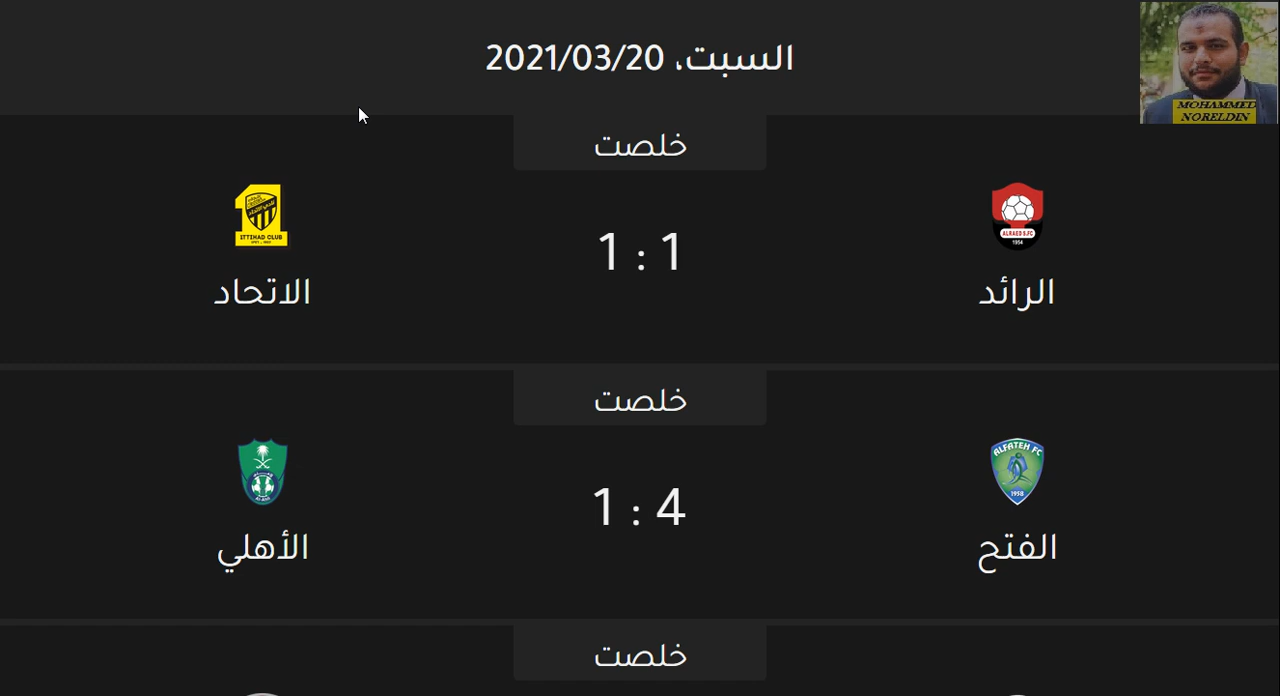 السبت، 2021/03/20
MOHAMMED
NORELDIN
خلصت
ALRAED S.FC
1954
ITTIHAD CLUB
1 : 1
الرائد
الاتحاد
خلصت
ALFATEH FC
1958
1 : 4
الفتح
الأهلي
خلصت